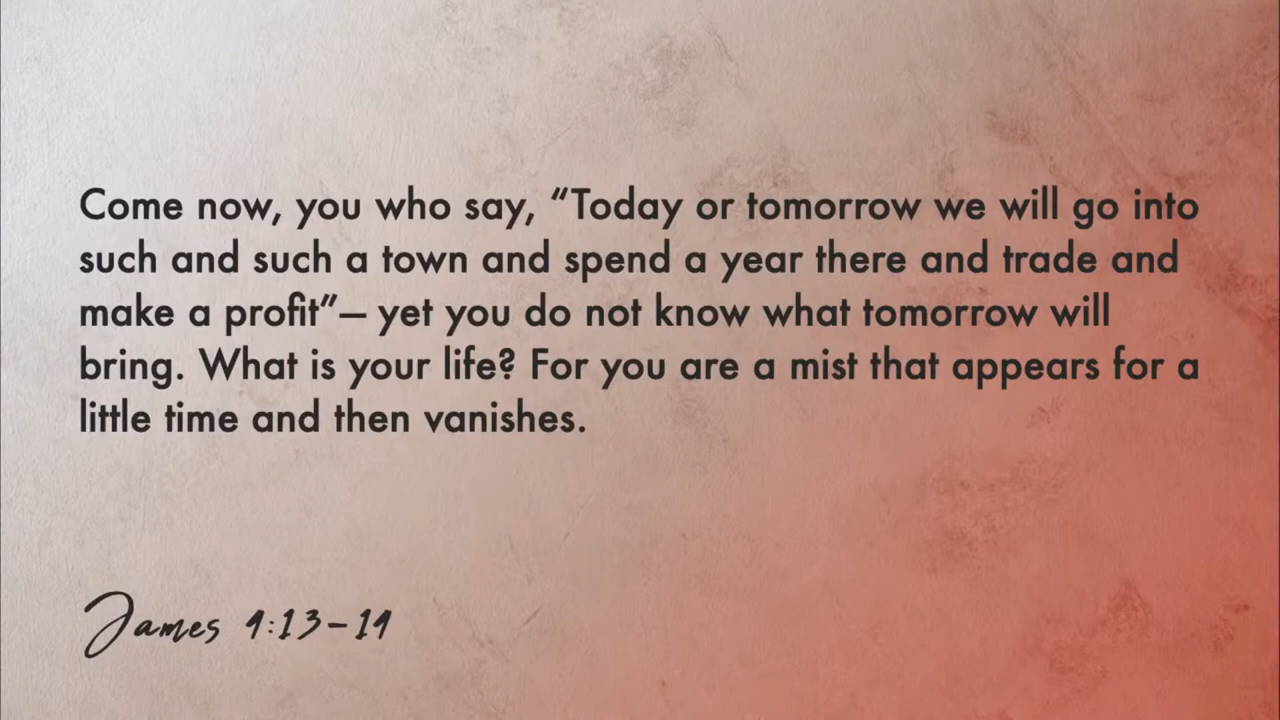 Come now, you who say, “Today or tomorrow we will go into
such and such a town and spend a year there and trade and
make a profit”— yet you do not know what tomorrow will
bring. What is your life? For you are a mist that appears for a
little time and then vanishes.
James 4:13–14